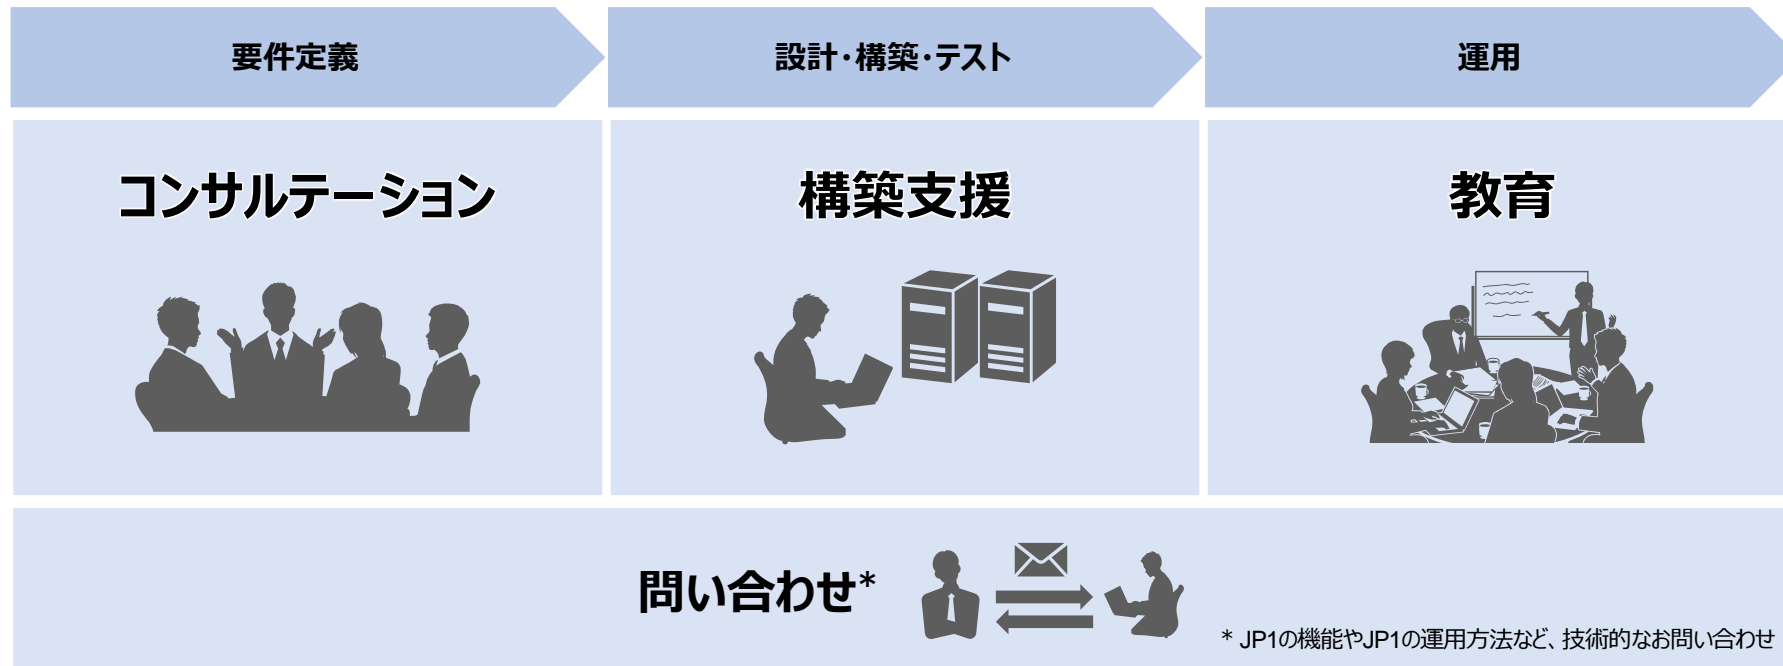 要件定義
設計・構築・テスト
運用
コンサルテーション
構築支援
教育
問い合わせ*
* JP1の機能やJP1の運用方法など、技術的なお問い合わせ